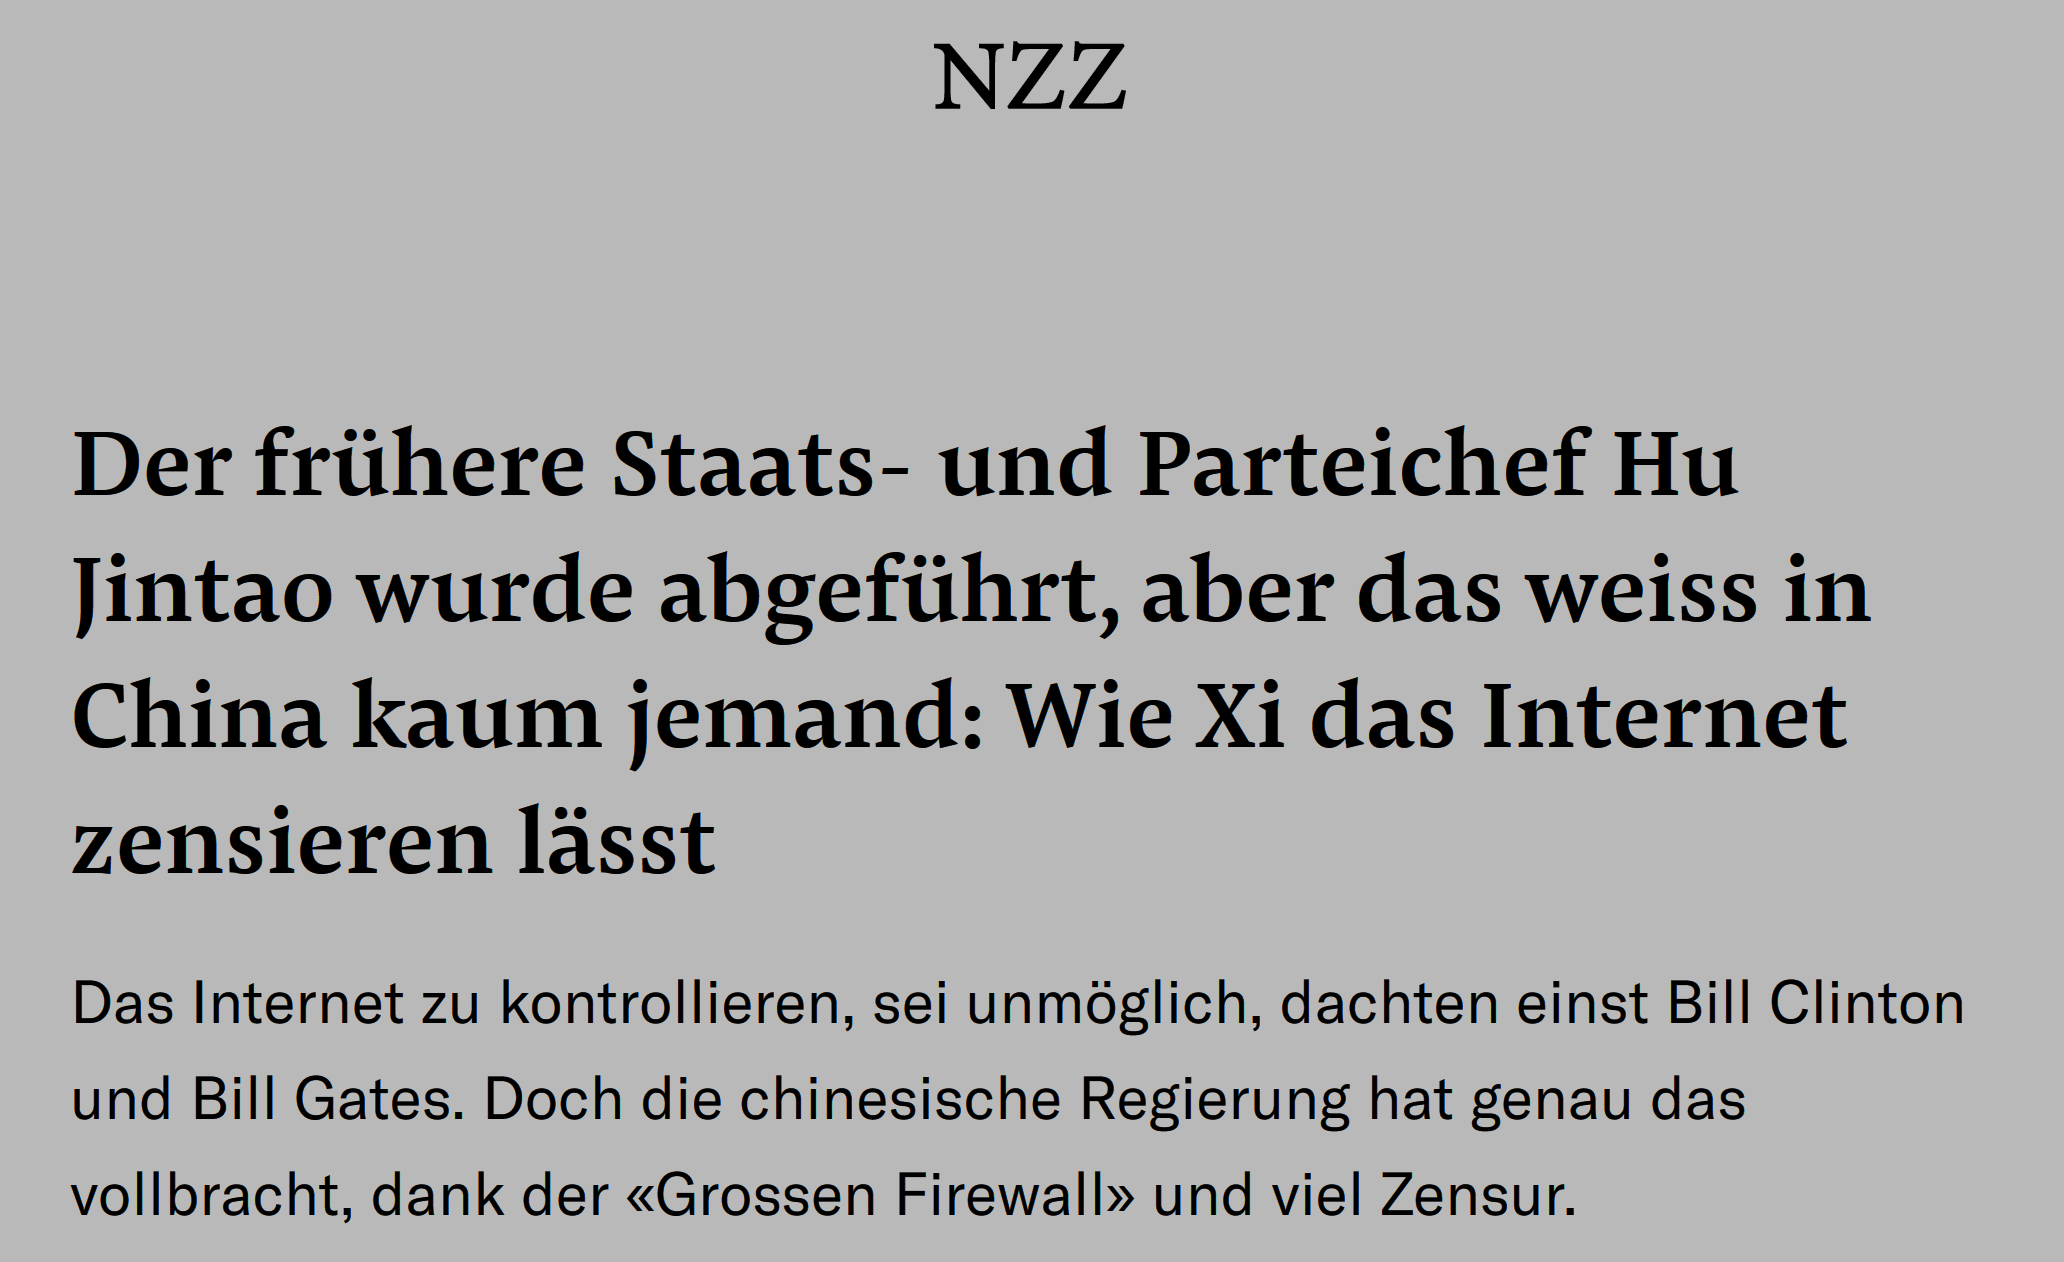 NZZ
Der frühere Staats- und Parteichef Hu
Jintao wurde abgeführt, aber das weiss in
China kaum jemand: Wie Xi das Internet
zensieren lässt
Das Internet zu kontrollieren, sei unmöglich, dachten einst Bill Clinton
und Bill Gates. Doch die chinesische Regierung hat genau das
vollbracht, dank der «Grossen Firewall» und viel Zensur.